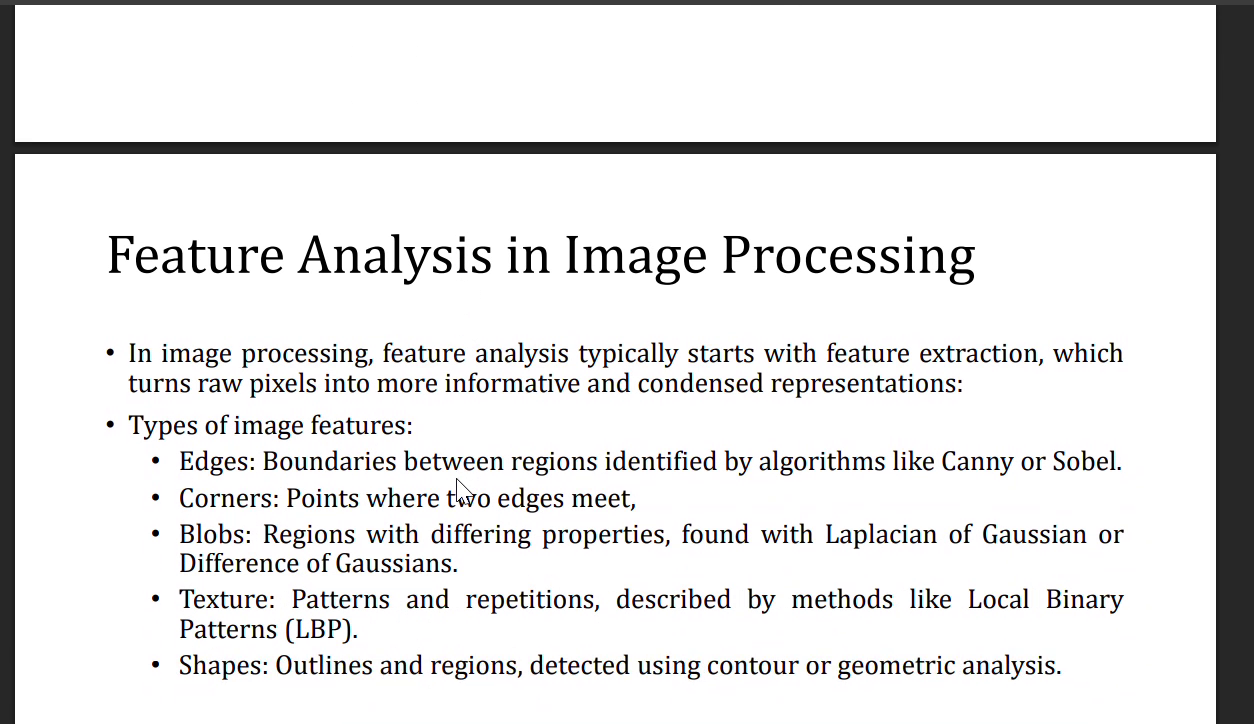 Feature Analysis in Image Processing
• In image processing, feature analysis typically starts with feature extraction, which
turns raw pixels into more informative and condensed representations:
• Types of image features:
• Edges: Boundaries between regions identified by algorithms like Canny or Sobel.
• Corners: Points where two edges meet,
• Blobs: Regions with differing properties, found with Laplacian of Gaussian or
Difference of Gaussians.
• Texture: Patterns and repetitions, described by methods like Local Binary
Patterns (LBP).
• Shapes: Outlines and regions, detected using contour or geometric analysis.